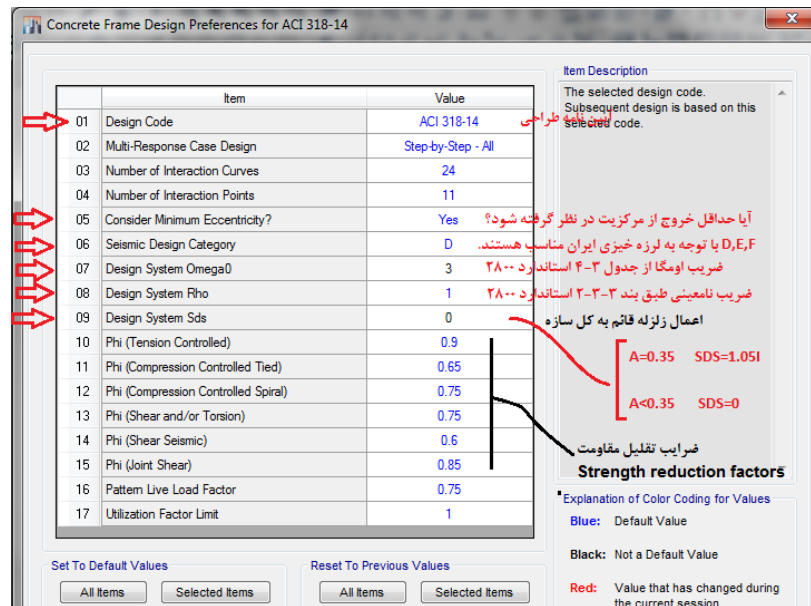 Concrete Frame Design Preferences for ACI 318-14
Item Value
01 Design Code ACI 318-14
آیین نامه طراحی
02 Multi-Response Case Design Step-by-Step - All
03 Number of Interaction Curves 24
04 Number of Interaction Points 11
05 Consider Minimum Eccentricity? Yes
آیا حداقل خروج از مرکزیت در نظر گرفته شود؟
06 Seismic Design Category D
D,E,F با توجه به لرزه خیزی ایران مناسب هستند.
07 Design System Omega0 3
ضریب اومگا از جدول ۳-۴ استاندارد ۲۸۰۰
08 Design System Rho 1
ضریب نامعینی طبق بند ۳-۳-۲ استاندارد ۲۸۰۰
09 Design System Sds 0
اعمال زلزله قائم به کل سازه
A=0.35 SDS=1.05I
A<0.35 SDS=0
10 Phi (Tension Controlled) 0.9
11 Phi (Compression Controlled Tied) 0.65
12 Phi (Compression Controlled Spiral) 0.75
13 Phi (Shear and/or Torsion) 0.75
14 Phi (Shear Seismic) 0.6
15 Phi (Joint Shear) 0.85
ضرایب تقلیل مقاومت
Strength reduction factors
16 Pattern Live Load Factor 0.75
17 Utilization Factor Limit 1
Item Description
The selected design code.
Subsequent design is based on this
selected code.
Explanation of Color Coding for Values
Blue: Default Value
Black: Not a Default Value
Red: Value that has changed during
the current session
Set To Default Values
All Items Selected Items
Reset To Previous Values
All Items Selected Items